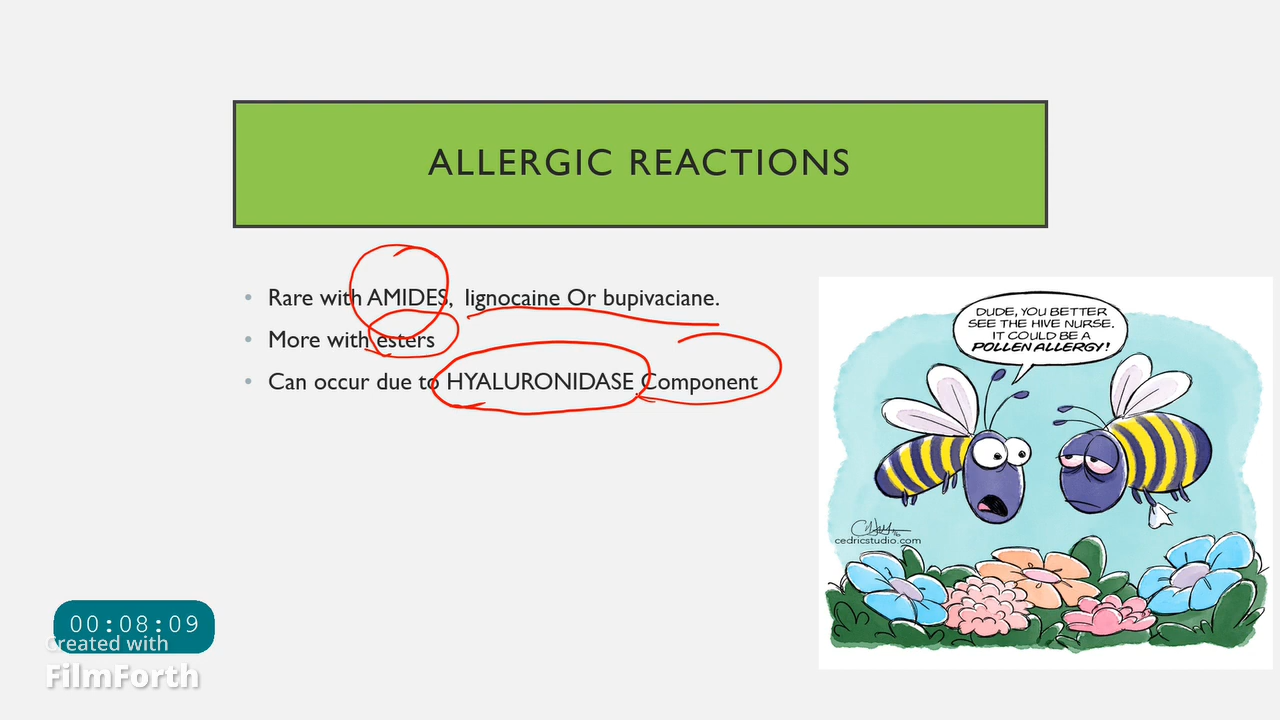 ALLERGIC REACTIONS
• Rare with AMIDES, lignocaine Or bupivaciane.
• More with esters
• Can occur due to HYALURONIDASE Component
DUDE, YOU BETTER
SEE THE HIVE NURSE.
IT COULD BE A
POLLEN ALLERGY!
cedricstudio.com
00:08:09
Created with
FilmForth